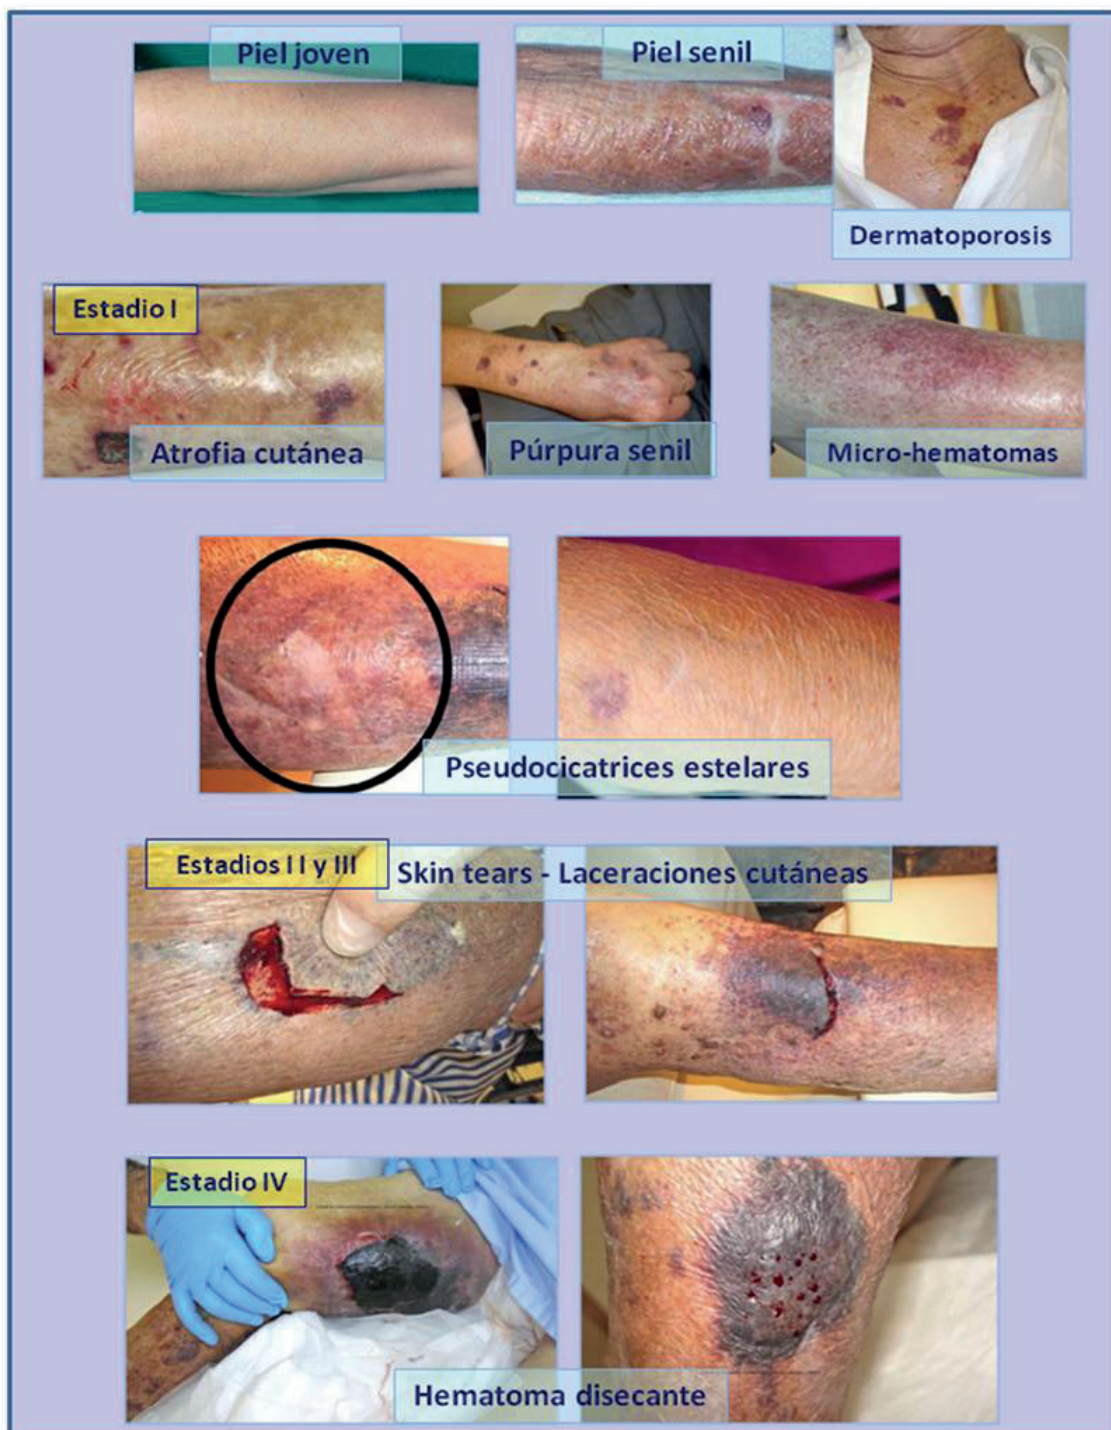 Piel joven
Piel senil
Dermatoporosis
Estadio I
Atrofia cutánea
Púrpura senil
Micro-hematomas
Pseudocicatrices estelares
Estadios I I y III
Skin tears - Laceraciones cutáneas
Estadio IV
Hematoma disecante